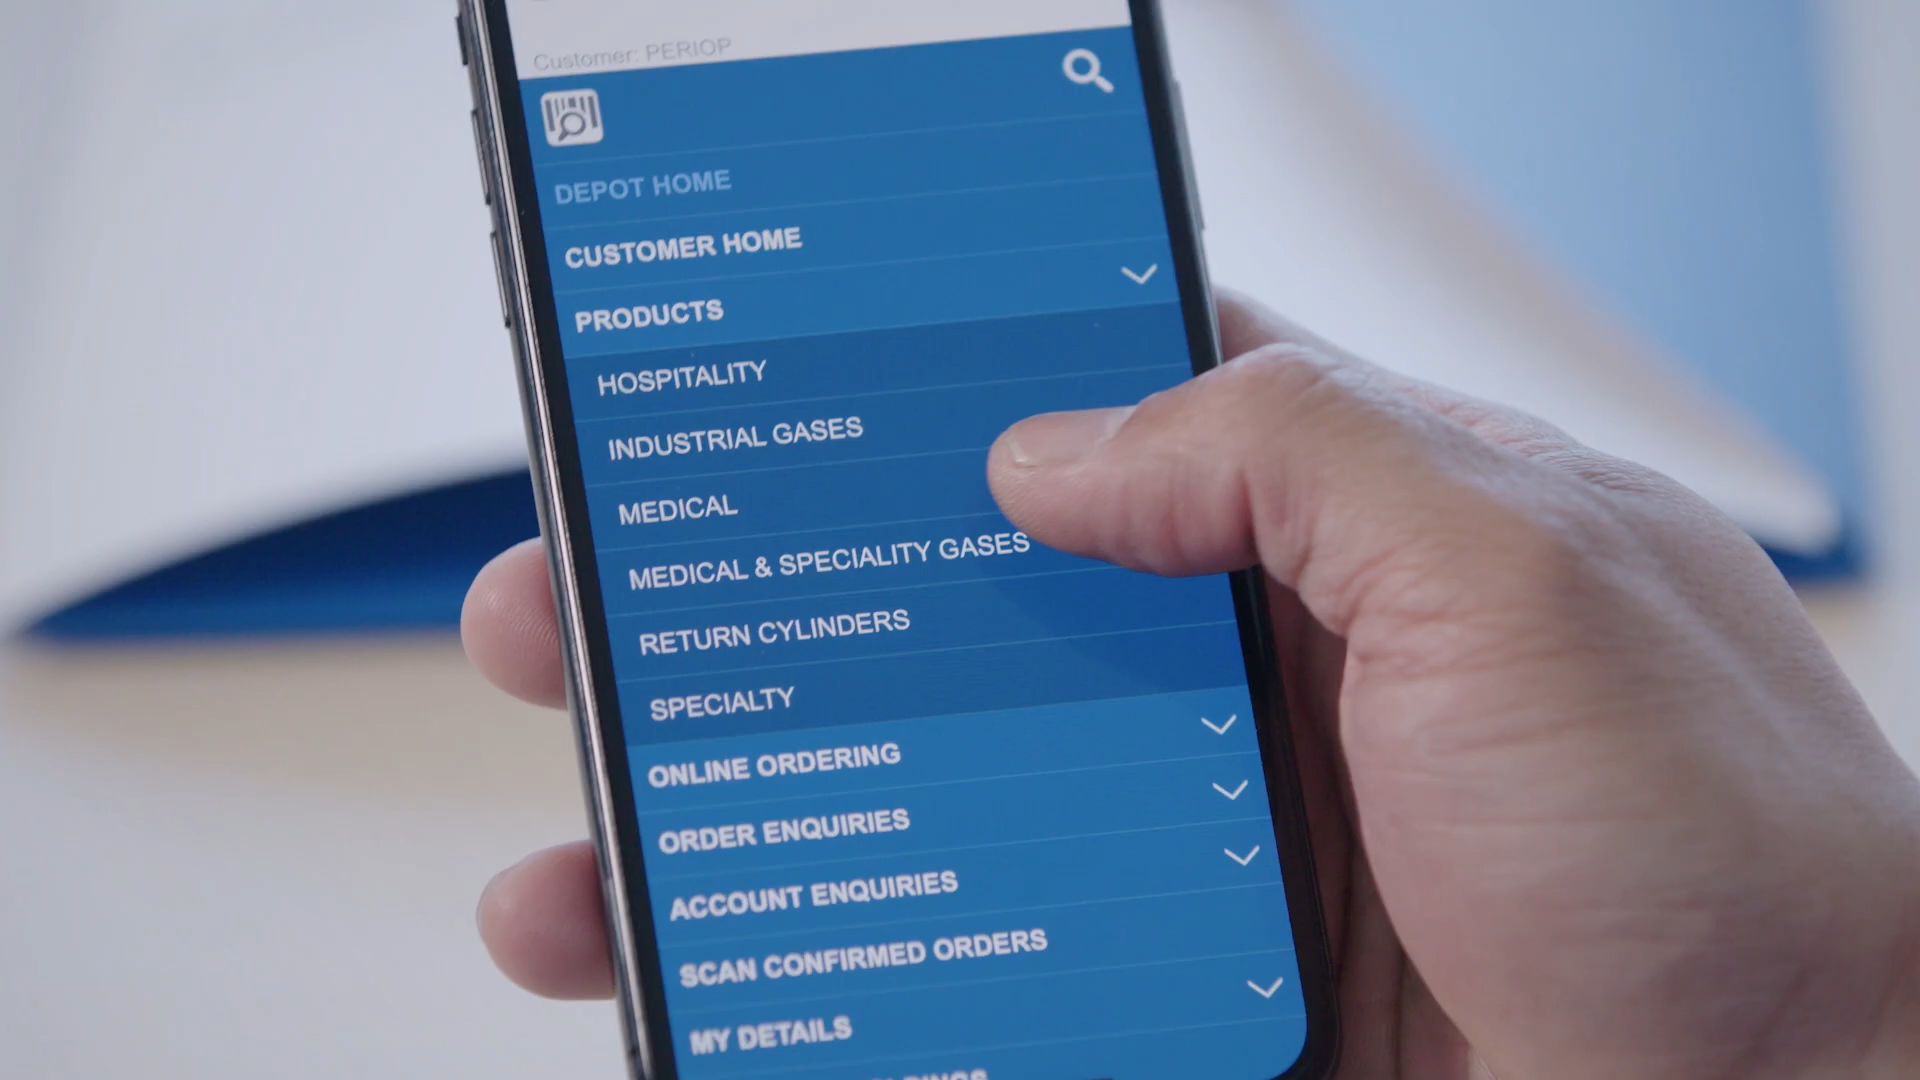 Customer: PERIOP
DEPOT HOME
CUSTOMER HOME
PRODUCTS
HOSPITALITY
INDUSTRIAL GASES
MEDICAL
MEDICAL & SPECIALITY GASES
RETURN CYLINDERS
SPECIALTY
ONLINE ORDERING
ORDER ENQUIRIES
ACCOUNT ENQUIRIES
SCAN CONFIRMED ORDERS
MY DETAILS